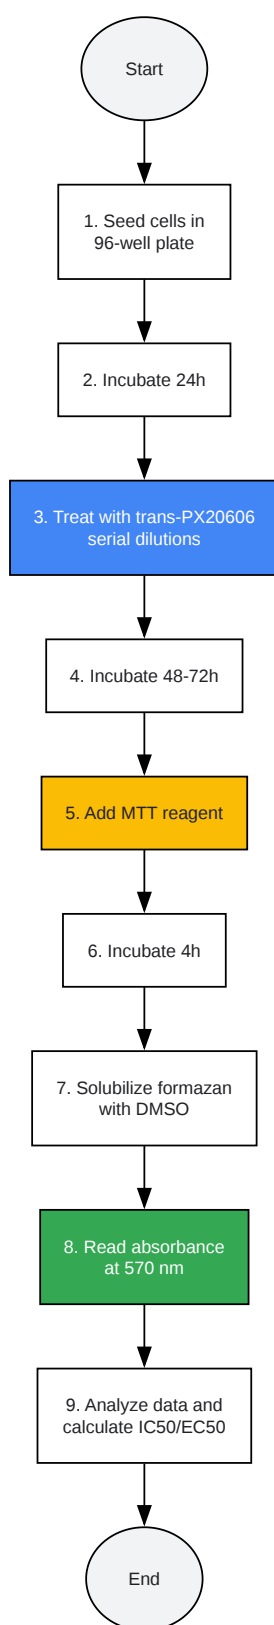 Start
1. Seed cells in
96-well plate
2. Incubate 24h
3. Treat with trans-PX20606
serial dilutions
4. Incubate 48-72h
5. Add MTT reagent
6. Incubate 4h
7. Solubilize formazan
with DMSO
8. Read absorbance
at 570 nm
9. Analyze data and
calculate IC50/EC50
End